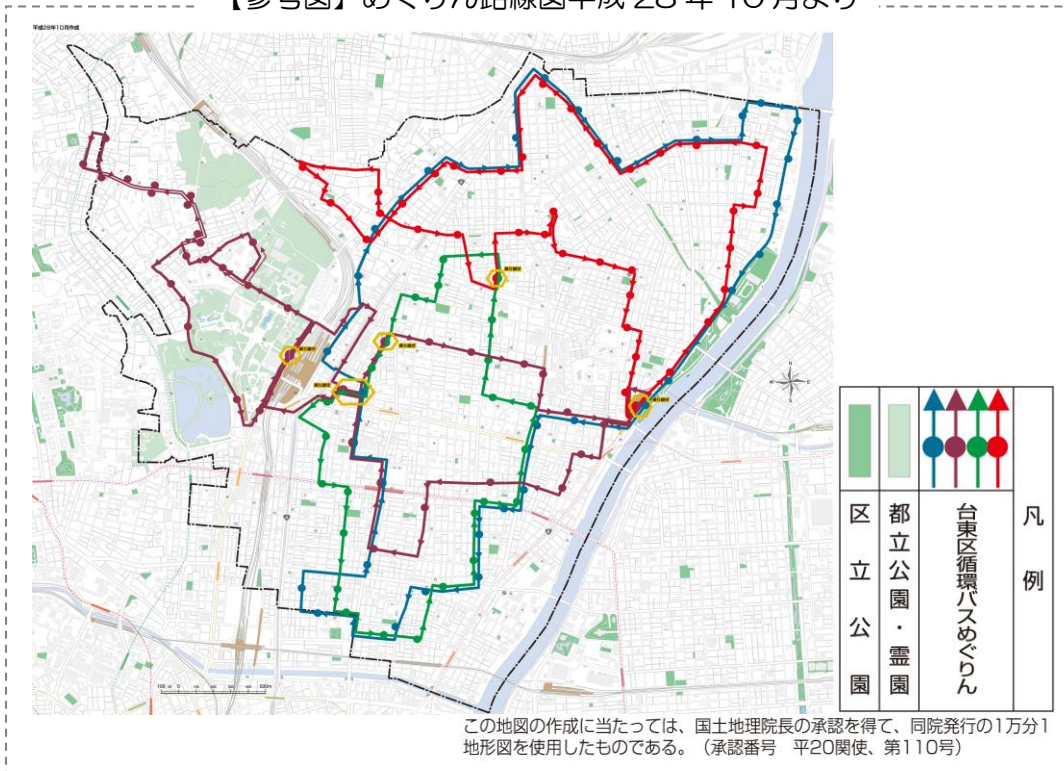 【参考図】めぐりん路線図平成 28 年 10 月より
平成28年10月作成
凡例
台東区循環バスめぐりん
都立公園・霊園
区立公園
この地図の作成に当たっては、国土地理院長の承認を得て、同院発行の1万分1
地形図を使用したものである。（承認番号　平20関使、第110号）